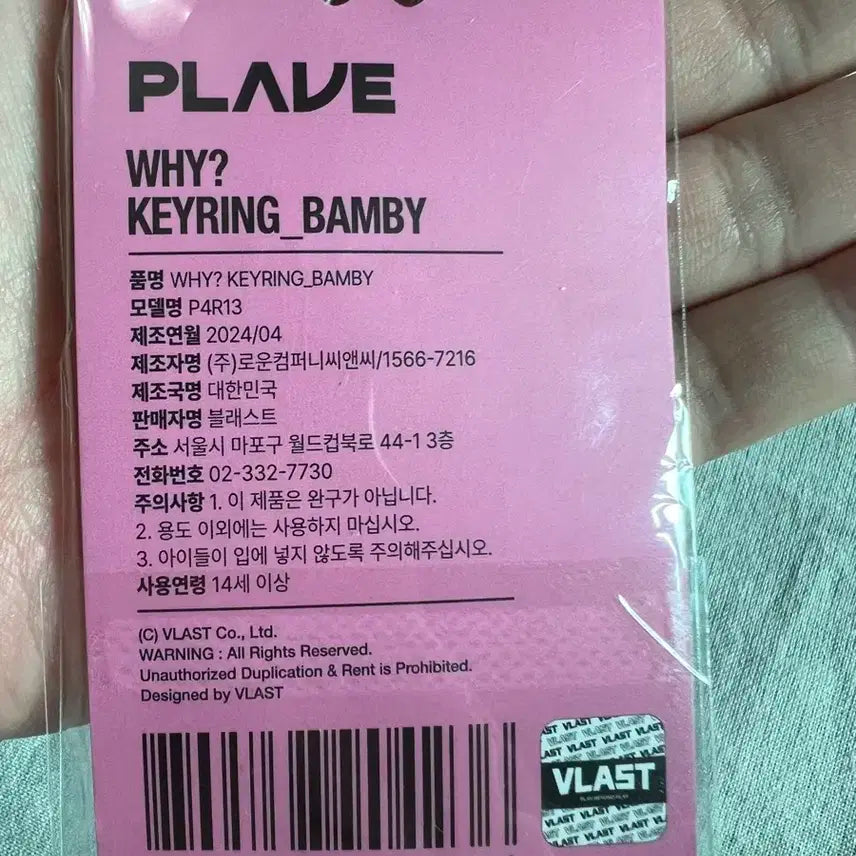 PLAVE
WHY?
KEYRING_BAMBY
품명 WHY? KEYRING_BAMBY
모델명 P4R13
제조연월 2024/04
제조자명 (주)로운컴퍼니씨앤씨/1566-7216
제조국명 대한민국
판매자명 블래스트
주소 서울시 마포구 월드컵북로 44-1 3층
전화번호 02-332-7730
주의사항 1. 이 제품은 완구가 아닙니다.
2. 용도 이외에는 사용하지 마십시오.
3. 아이들이 입에 넣지 않도록 주의해주십시오.
사용연령 14세 이상
(C) VLAST Co., Ltd.
WARNING : All Rights Reserved.
Unauthorized Duplication & Rent is Prohibited.
Designed by VLAST
VLAST